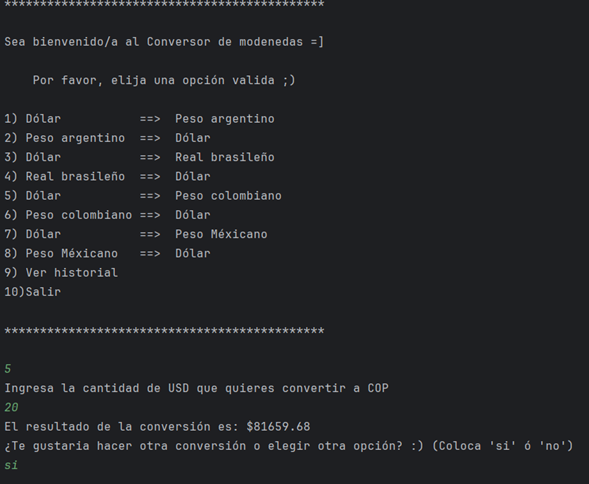 *********************************************
Sea bienvenido/a al Conversor de modenedas =]
Por favor, elija una opción valida ;)
1) Dólar ==> Peso argentino
2) Peso argentino ==> Dólar
3) Dólar ==> Real brasileño
4) Real brasileño ==> Dólar
5) Dólar ==> Peso colombiano
6) Peso colombiano ==> Dólar
7) Dólar ==> Peso Méxicano
8) Peso Méxicano ==> Dólar
9) Ver historial
10)Salir
*********************************************
5
Ingresa la cantidad de USD que quieres convertir a COP
20
El resultado de la conversión es: $81659.68
¿Te gustaria hacer otra conversión o elegir otra opción? :) (Coloca 'si' ó 'no')
si